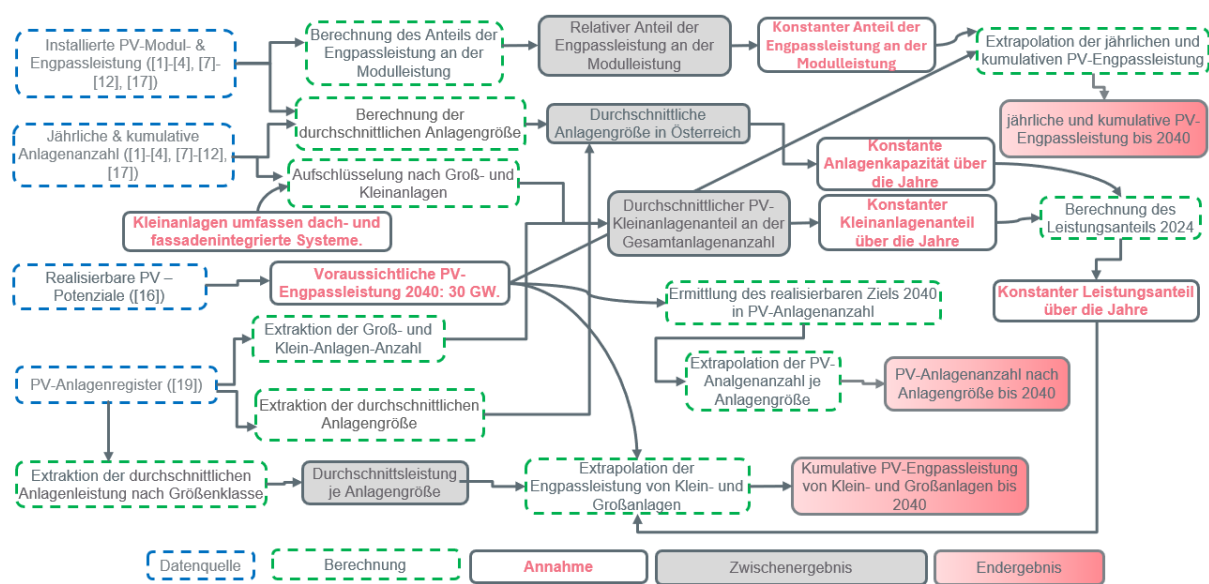 Installierte PV-Modul- &
Engpassleistung ([1]-[4], [7]-
[12], [17])
Berechnung des Anteils der
Engpassleistung an der
Modulleistung
Relativer Anteil der
Engpassleistung an der
Modulleistung
Konstanter Anteil der
Engpassleistung an der
Modulleistung
Extrapolation der jährlichen und
kumulativen PV-Engpassleistung
jährliche und kumulative PV-
Engpassleistung bis 2040
Jährliche & kumulative
Anlagenanzahl ([1]-[4], [7]-[12],
[17])
Berechnung der
durchschnittlichen Anlagengröße
Durchschnittliche
Anlagengröße in Österreich
Konstante
Anlagenkapazität über
die Jahre
Aufschlüsselung nach Groß- und
Kleinanlagen
Kleinanlagen umfassen dach- und
fassadenintegrierte Systeme.
Durchschnittlicher PV-
Kleinanlagenanteil an der
Gesamtanlagenanzahl
Konstanter
Kleinanlagenanteil
über die Jahre
Berechnung des
Leistungsanteils 2024
Realisierbare PV –
Potenziale ([16])
Voraussichtliche PV-
Engpassleistung 2040: 30 GW.
Ermittlung des realisierbaren Ziels 2040
in PV-Anlagenanzahl
Konstanter Leistungsanteil
über die Jahre
Extraktion der Groß- und
Klein-Anlagen-Anzahl
PV-Anlagenregister ([19])
Extrapolation der PV-
Analgenanzahl je
Anlagengröße
PV-Anlagenanzahl nach
Anlagengröße bis 2040
Extraktion der durchschnittlichen
Anlagengröße
Extraktion der durchschnittlichen
Anlagenleistung nach Größenklasse
Durchschnittsleistung
je Anlagengröße
Extrapolation der
Engpassleistung von Klein- und
Großanlagen
Kumulative PV-Engpassleistung
von Klein- und Großanlagen bis
2040
Datenquelle
Berechnung
Annahme
Zwischenergebnis
Endergebnis